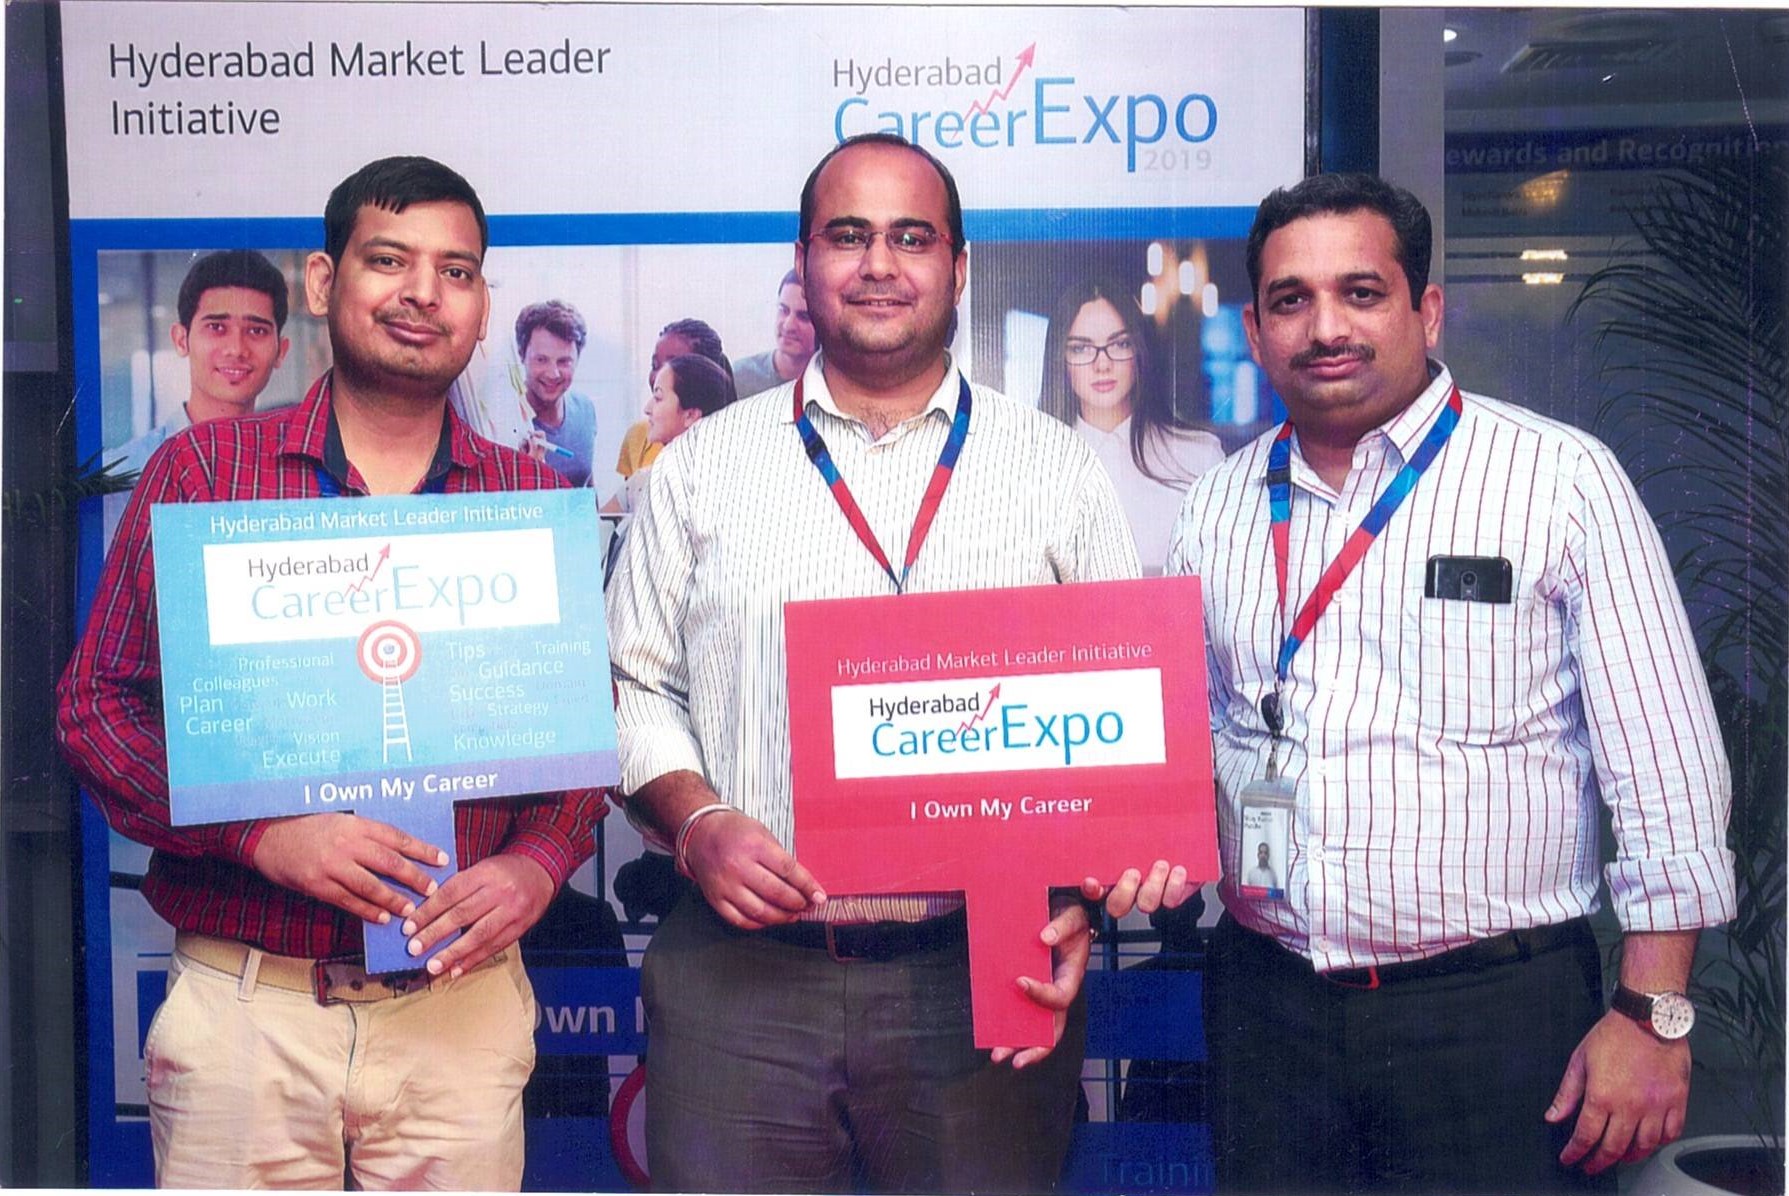 Hyderabad Market Leader
Initiative
Hyderabad
CareerExpo
2019
ewards and Recognition
Hyderabad Market Leader Initiative
Hyderabad
CareerExpo
Professional
Colleagues
Plan
Work
Career
Vision
Execute
Tips
Training
Guidance
Success
Strategy
Knowledge
I Own My Career
Hyderabad Market Leader Initiative
Hyderabad
CareerExpo
I Own My Career
Own
Traini